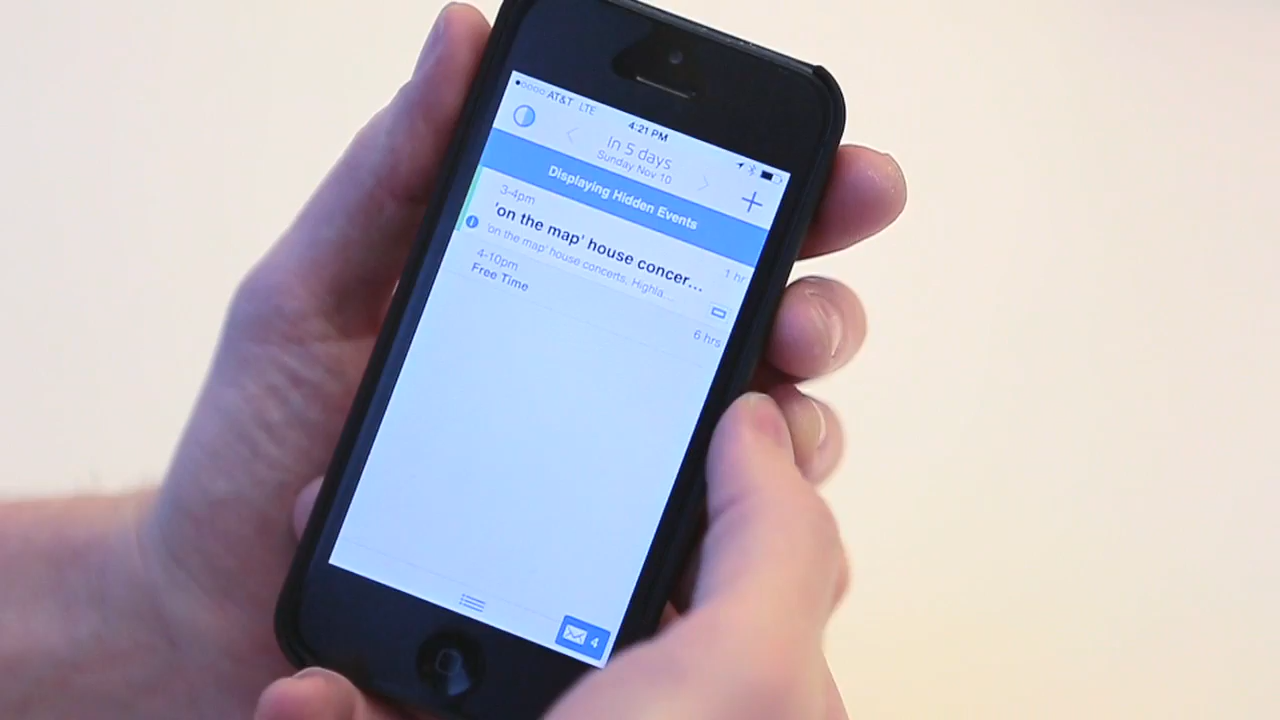 AT&T LTE
4:21 PM
In 5 days
Sunday Nov 10
Displaying Hidden Events
3-4pm
'on the map' house concer...
1 hr
'on the map' house concerts, Highla...
4-10pm
Free Time
6 hrs
4